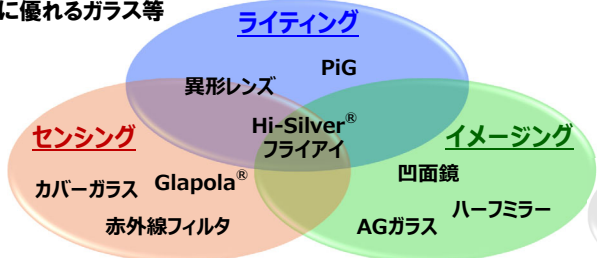 に優れるガラス等
ライティング
PiG
異形レンズ
Hi-Silver®
フライアイ
センシング
イメージング
カバーガラス
Glapola®
赤外線フィルタ
凹面鏡
ハーフミラー
AGガラス